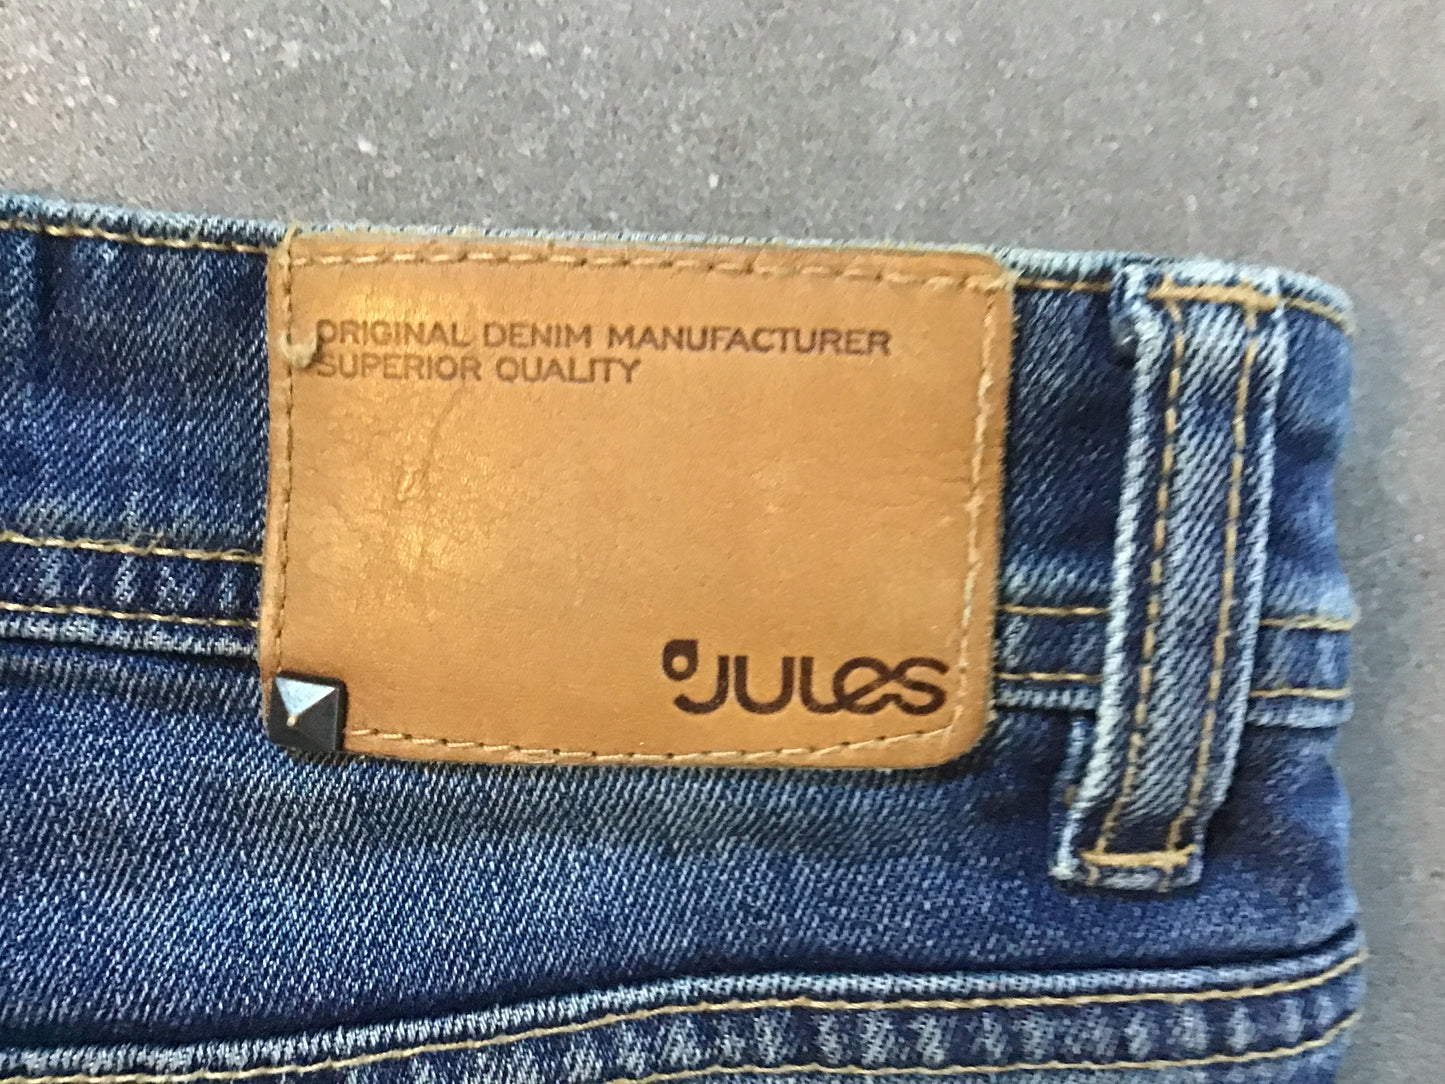 ORIGINAL DENIM MANUFACTURER
SUPERIOR QUALITY
JULES